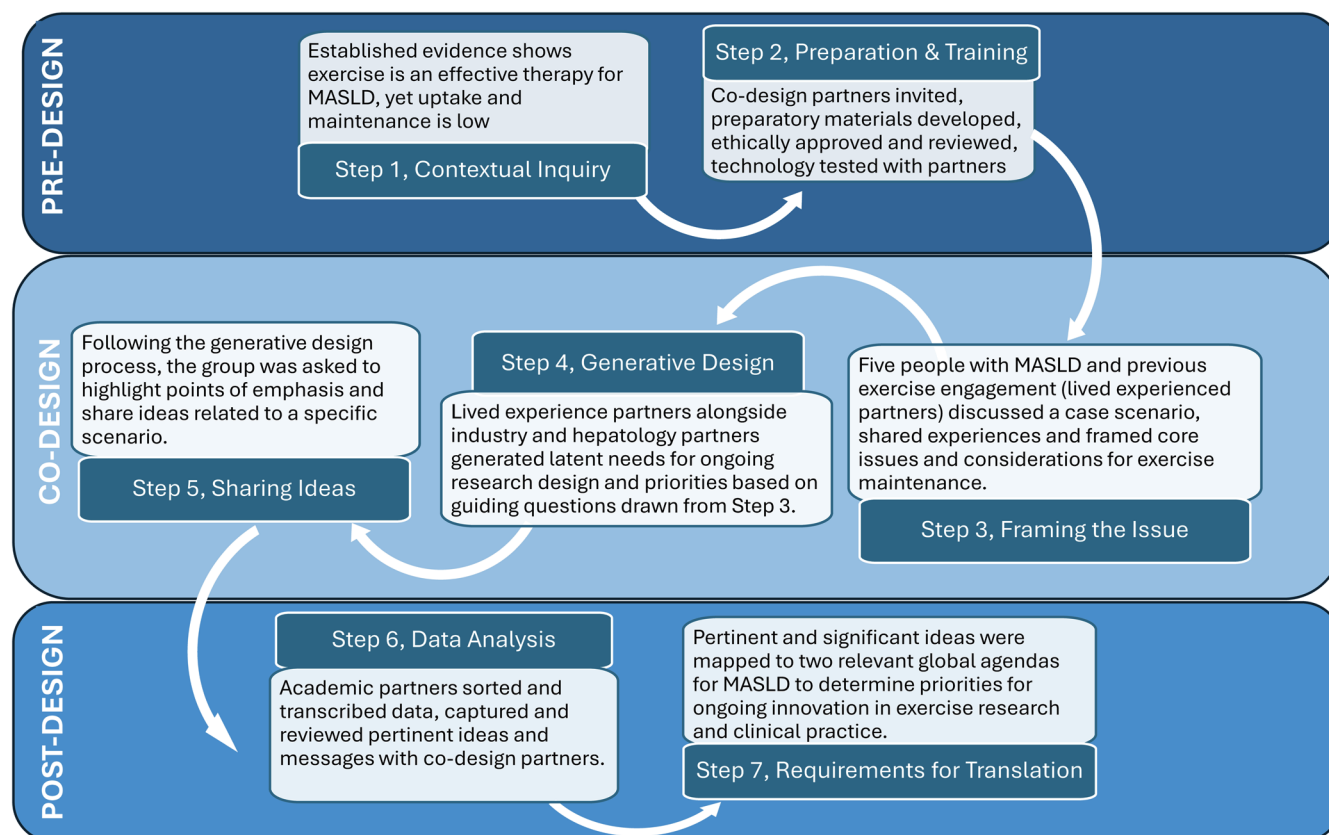 PRE-DESIGN
Established evidence shows
exercise is an effective therapy for
MASLD, yet uptake and
maintenance is low
Step 1, Contextual Inquiry
Step 2, Preparation & Training
Co-design partners invited,
preparatory materials developed,
ethically approved and reviewed,
technology tested with partners
CO-DESIGN
Five people with MASLD and previous
exercise engagement (lived experienced
partners) discussed a case scenario,
shared experiences and framed core
issues and considerations for exercise
maintenance.
Step 3, Framing the Issue
Step 4, Generative Design
Lived experience partners alongside
industry and hepatology partners
generated latent needs for ongoing
research design and priorities based on
guiding questions drawn from Step 3.
Following the generative design
process, the group was asked to
highlight points of emphasis and
share ideas related to a specific
scenario.
Step 5, Sharing Ideas
POST-DESIGN
Step 6, Data Analysis
Academic partners sorted and
transcribed data, captured and
reviewed pertinent ideas and
messages with co-design partners.
Pertinent and significant ideas were
mapped to two relevant global agendas
for MASLD to determine priorities for
ongoing innovation in exercise research
and clinical practice.
Step 7, Requirements for Translation